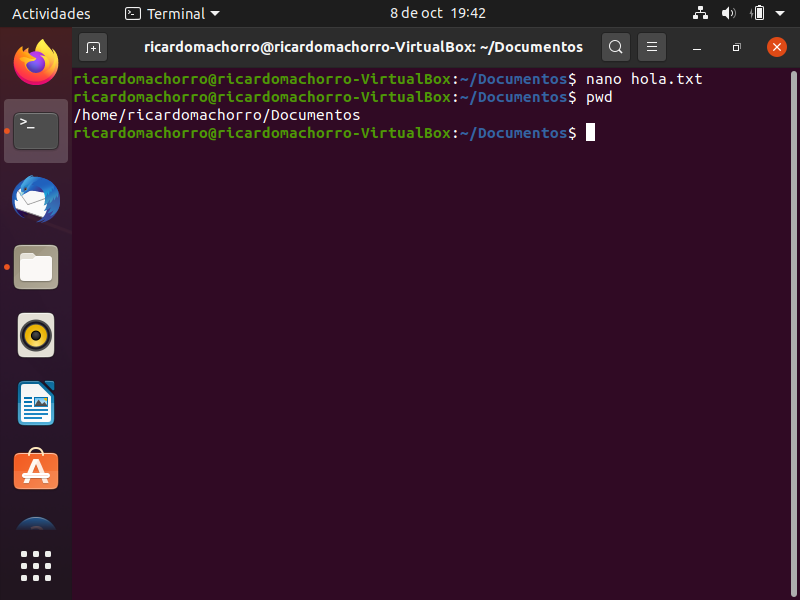 Actividades Terminal 8 de oct 19:42
ricardomachorro@ricardomachorro-VirtualBox: ~/Documentos
ricardomachorro@ricardomachorro-VirtualBox:~/Documentos$ nano hola.txt
ricardomachorro@ricardomachorro-VirtualBox:~/Documentos$ pwd
/home/ricardomachorro/Documentos
ricardomachorro@ricardomachorro-VirtualBox:~/Documentos$